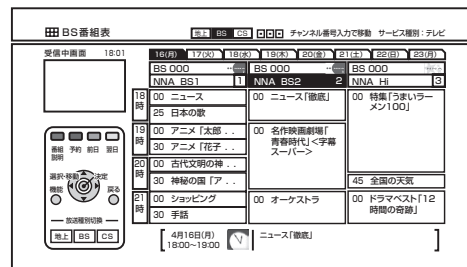 BS番組表
地上 BS CS チャンネル番号入力で移動 サービス種別：テレビ
受信中画面 18:01
16(月) 17(火) 18(水) 19(木) 20(金) 21(土) 22(日) 23(月)
BS 000 BS 000 BS 000
NNA BS1 1 NNA BS2 2 NNA Hi 3
18時
00 ニュース
25 日本の歌
00 ニュース「徹底」
00 特集「うまいラーメン100」
19時
00 アニメ「太郎．．
30 アニメ「花子．．
00 名作映画劇場「
青春時代」<字幕
スーパー>
20時
00 古代文明の神．．
30 神秘の国「ア．．
45 全国の天気
21時
00 ショッピング
30 手話
00 オーケストラ
00 ドラマベスト「12
時間の奇跡」
番組説明 予約 前日 翌日
選択・移動 決定
機能 戻る
放送種別切換
地上 BS CS
4月16日(月)
18:00~19:00
ニュース「徹底」